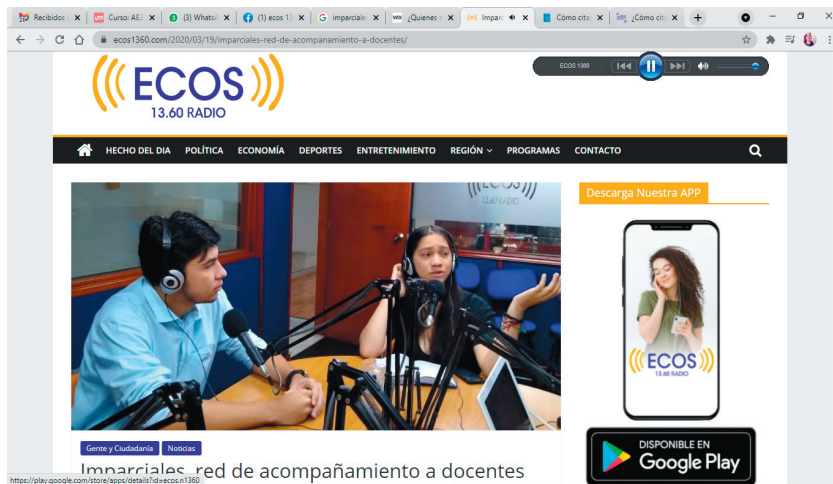 Recibidos
Curso: AE
(3) Whats
(1) ecos 1
imparciale
WIX ¿Quienes
Imparc
Cómo cita
¿Cómo cit
ecos1360.com/2020/03/19/imparciales-red-de-acompanamiento-a-docentes/
ECOS
13.60 RADIO
ECOS 1360
HECHO DEL DIA POLÍTICA ECONOMÍA DEPORTES ENTRETENIMIENTO REGIÓN PROGRAMAS CONTACTO
ECOS
13.60 RADIO
Descarga Nuestra APP
ECOS
13.60 RADIO
DISPONIBLE EN
Google Play
Gente y Ciudadanía Noticias
Imparciales, red de acompañamiento a docentes
https://play.google.com/store/apps/details?id=ecos.n1360